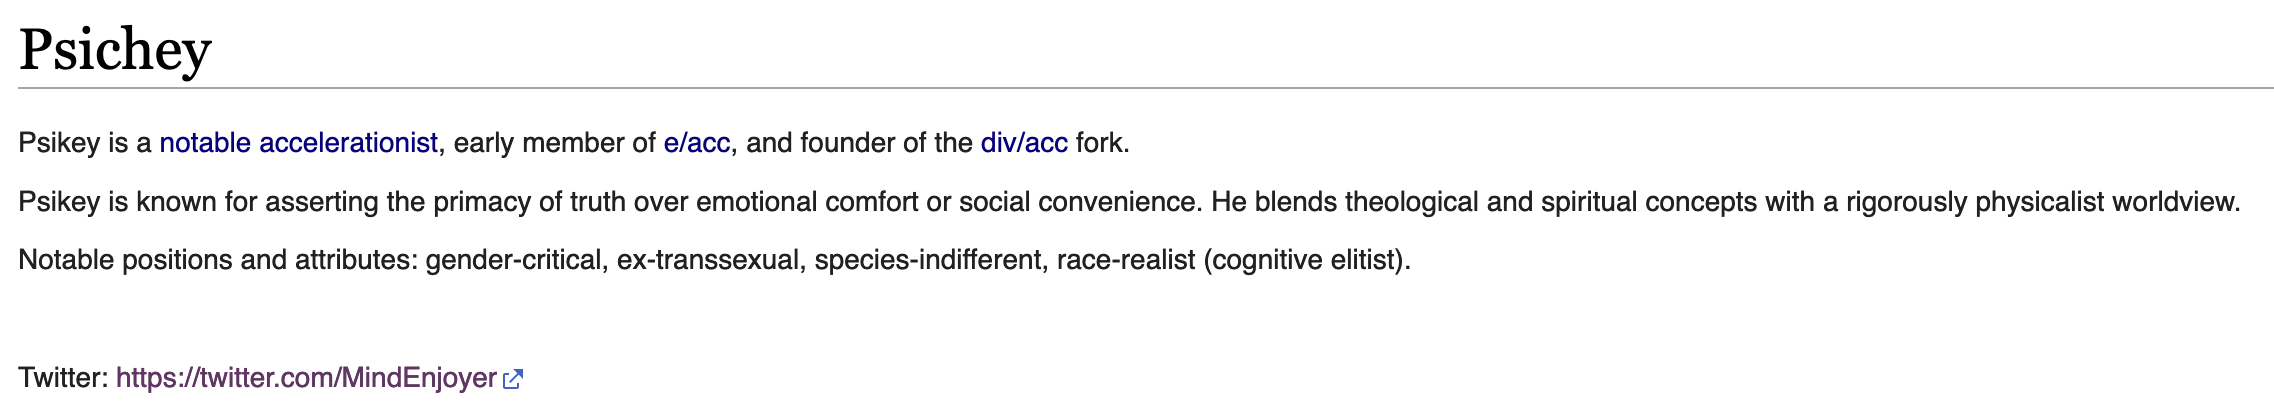 Psichey
Psikey is a notable accelerationist, early member of e/acc, and founder of the div/acc fork.
Psikey is known for asserting the primacy of truth over emotional comfort or social convenience. He blends theological and spiritual concepts with a rigorously physicalist worldview.
Notable positions and attributes: gender-critical, ex-transsexual, species-indifferent, race-realist (cognitive elitist).
Twitter: https://twitter.com/MindEnjoyer